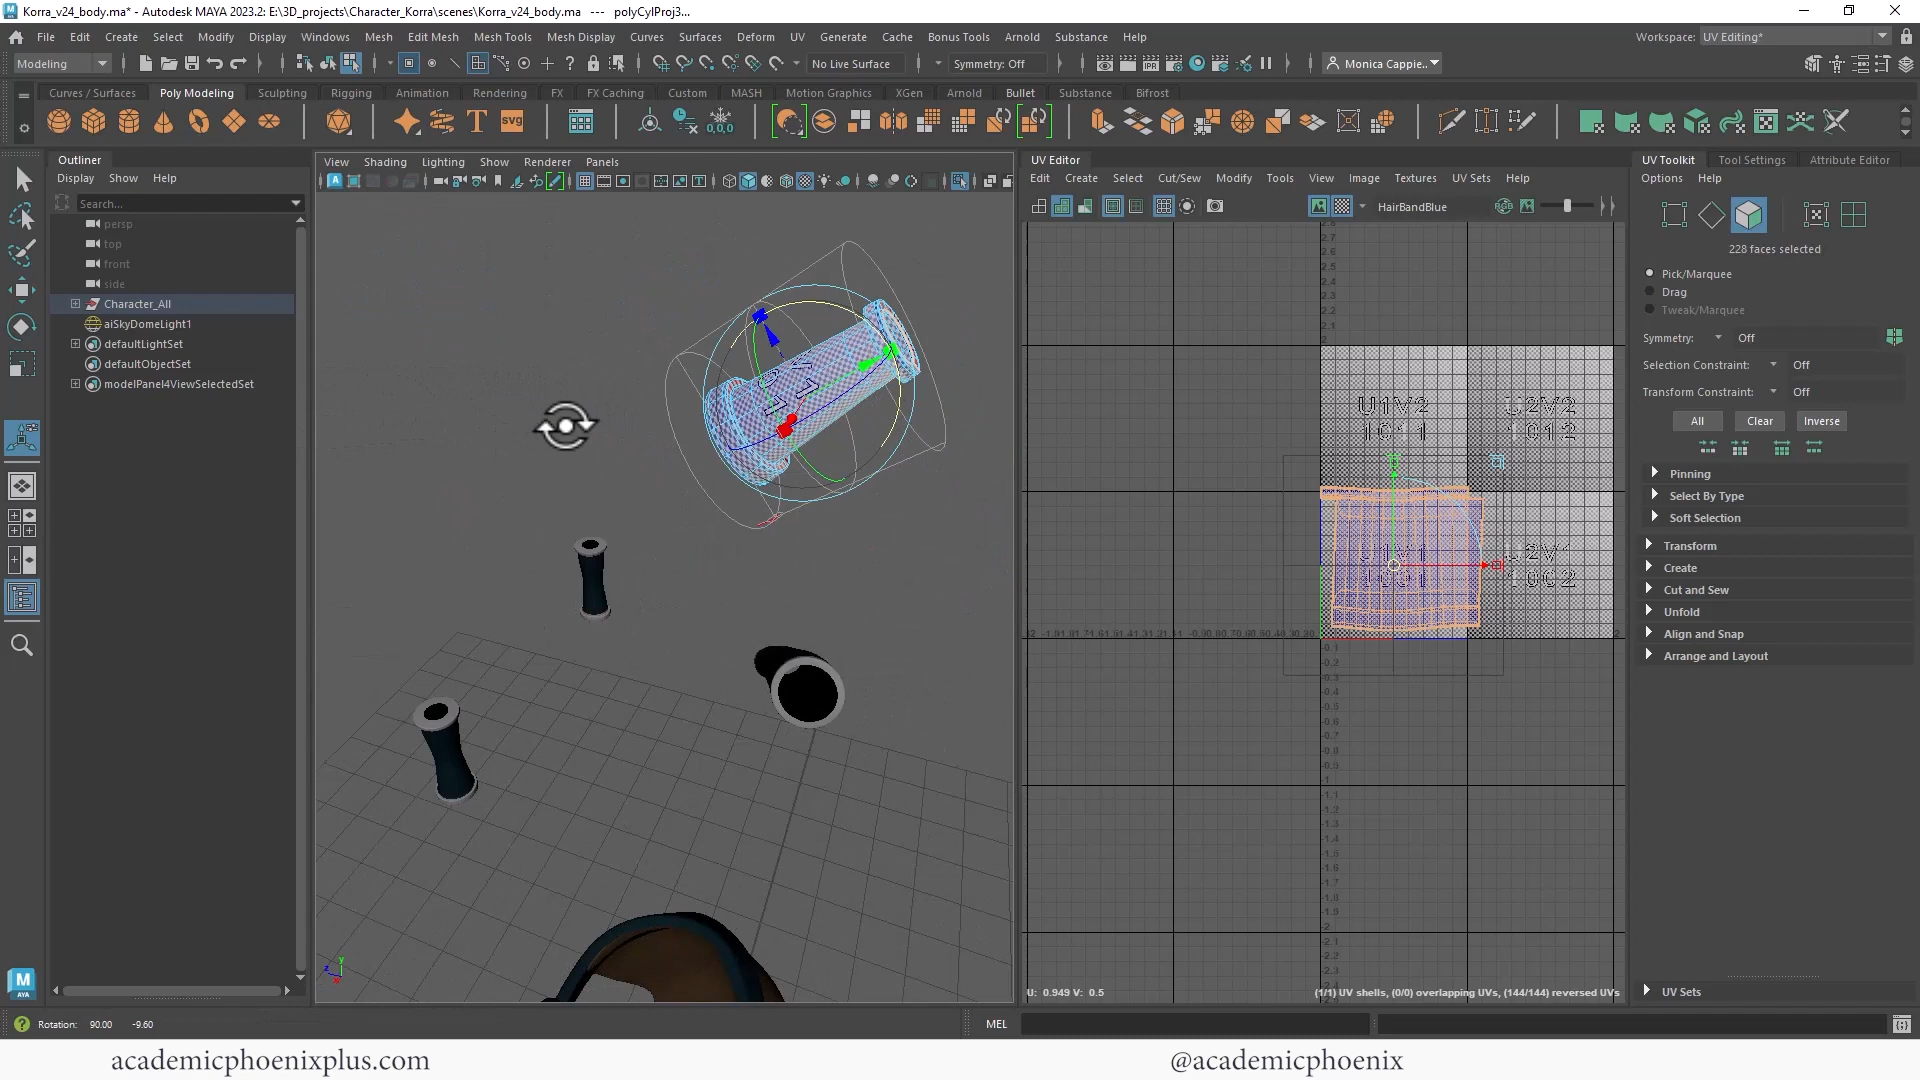 Korra_v24_body.ma* - Autodesk MAYA 2023.2: E:\3D_projects\Character_Korra\scenes\Korra_v24_body.ma   ---   polyCylProj3...
File Edit Create Select Modify Display Windows Mesh Edit Mesh Mesh Tools Mesh Display Curves Surfaces Deform UV Generate Cache Bonus Tools Arnold Substance Help
Workspace: UV Editing*
Modeling
No Live Surface
Symmetry: Off
Monica Cappie...
Curves / Surfaces Poly Modeling Sculpting Rigging Animation Rendering FX FX Caching Custom MASH Motion Graphics XGen Arnold Bullet Substance Bifrost
Outliner
Display Show Help
Search...
persp
top
front
side
Character_All
aiSkyDomeLight1
defaultLightSet
defaultObjectSet
modelPanel4ViewSelectedSet
View Shading Lighting Show Renderer Panels
UV Editor
Edit Create Select Cut/Sew Modify Tools View Image Textures UV Sets Help
HairBandBlue
U1V2
1011
U2V2
1012
U: 0.949 V: 0.5
(1/1) UV shells, (0/0) overlapping UVs, (144/144) reversed UVs
UV Toolkit Tool Settings Attribute Editor
Options Help
228 faces selected
Pick/Marquee
Drag
Tweak/Marquee
Symmetry: Off
Selection Constraint: Off
Transform Constraint: Off
All Clear Inverse
Pinning
Select By Type
Soft Selection
Transform
Create
Cut and Sew
Unfold
Align and Snap
Arrange and Layout
UV Sets
Rotation: 90.00 -9.60
MEL
academicphoenixplus.com
@academicphoenix